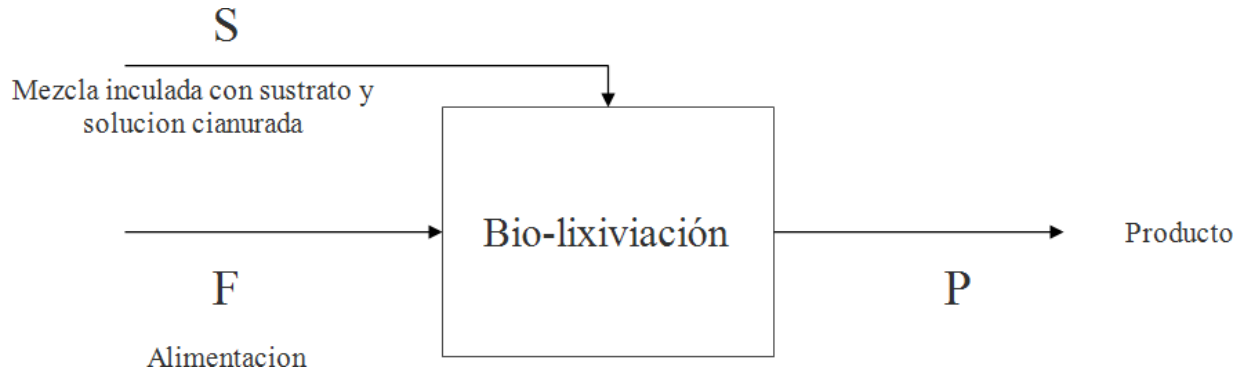 S
Mezcla inculada con sustrato y
solucion cianurada
Bio-lixiviación
Producto
F
P
Alimentacion